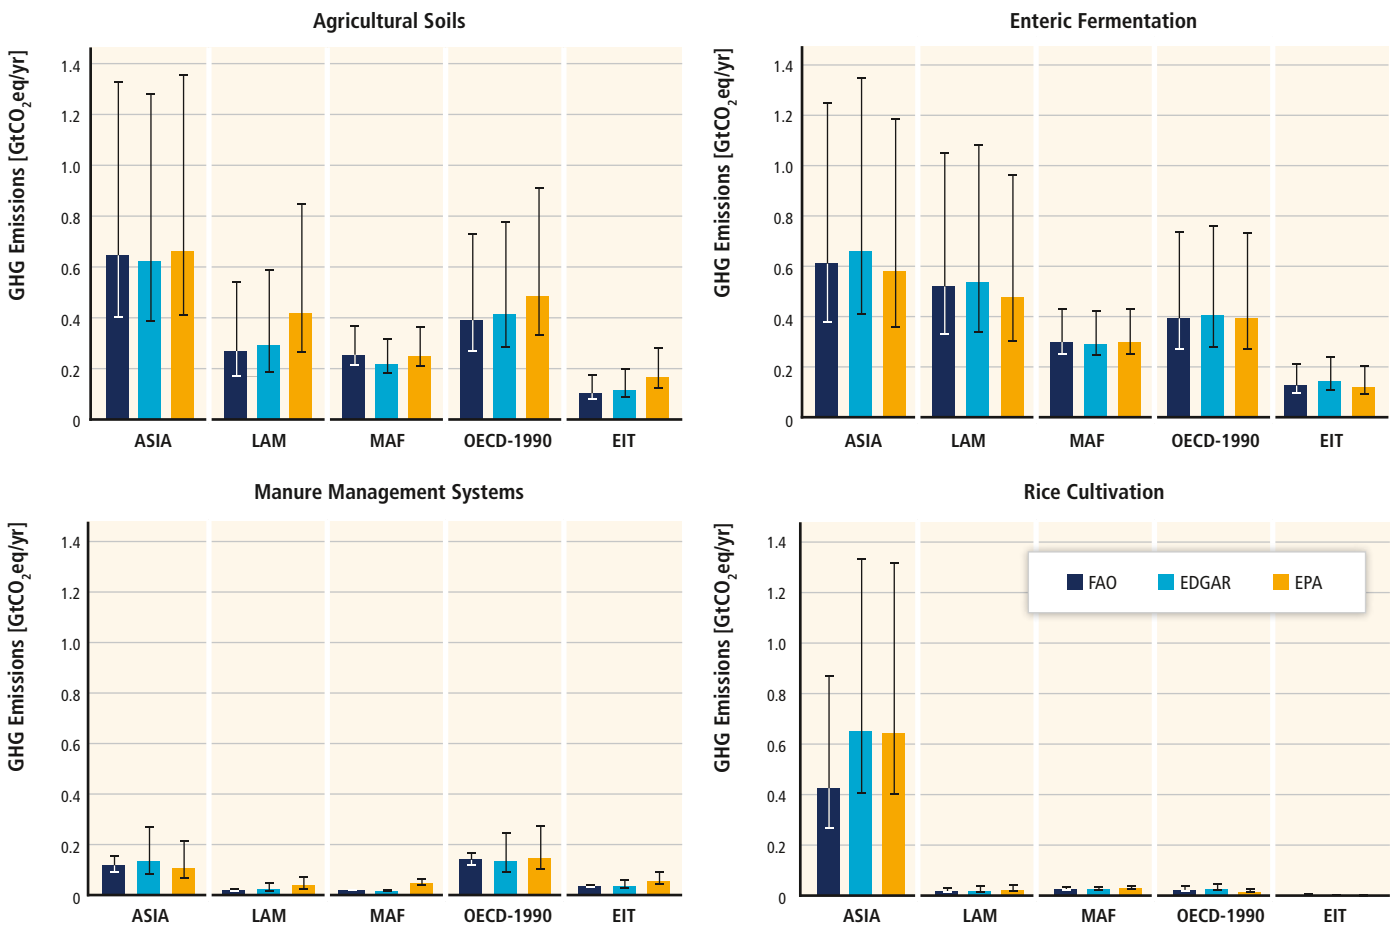 Agricultural Soils
GHG Emissions [GtCO2eq/yr]
1.4
1.2
1.0
0.8
0.6
0.4
0.2
0
ASIA LAM MAF OECD-1990 EIT
Enteric Fermentation
GHG Emissions [GtCO2eq/yr]
1.4
1.2
1.0
0.8
0.6
0.4
0.2
0
ASIA LAM MAF OECD-1990 EIT
Manure Management Systems
GHG Emissions [GtCO2eq/yr]
1.4
1.2
1.0
0.8
0.6
0.4
0.2
0
ASIA LAM MAF OECD-1990 EIT
Rice Cultivation
GHG Emissions [GtCO2eq/yr]
1.4
1.2
1.0
0.8
0.6
0.4
0.2
0
FAO EDGAR EPA
ASIA LAM MAF OECD-1990 EIT